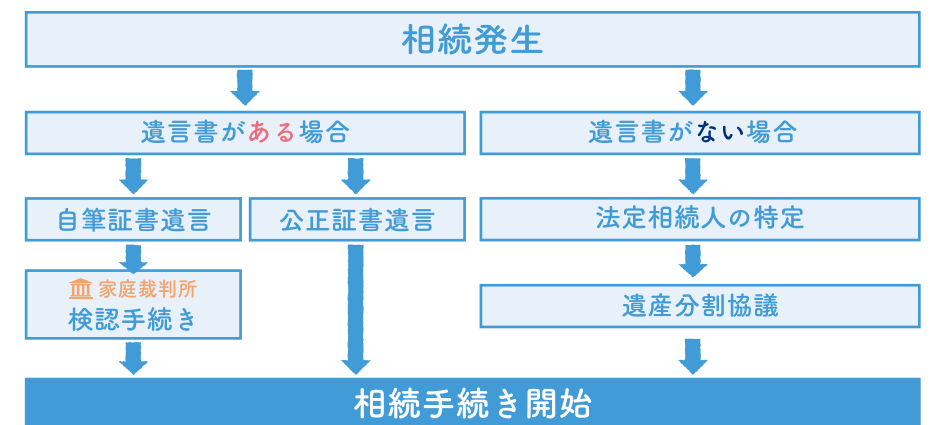 相続発生
遺言書がある場合
遺言書がない場合
自筆証書遺言
公正証書遺言
法定相続人の特定
家庭裁判所
検認手続き
遺産分割協議
相続手続き開始